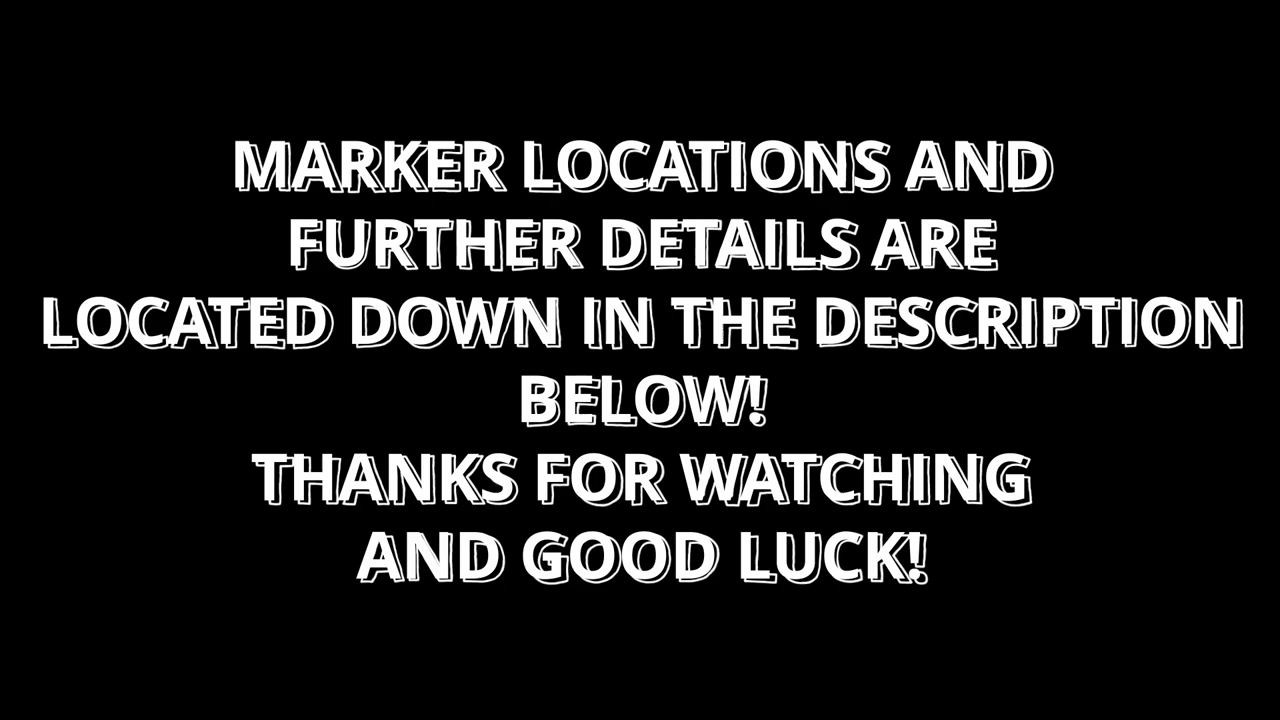 MARKER LOCATIONS AND
FURTHER DETAILS ARE
LOCATED DOWN IN THE DESCRIPTION
BELOW!
THANKS FOR WATCHING
AND GOOD LUCK!